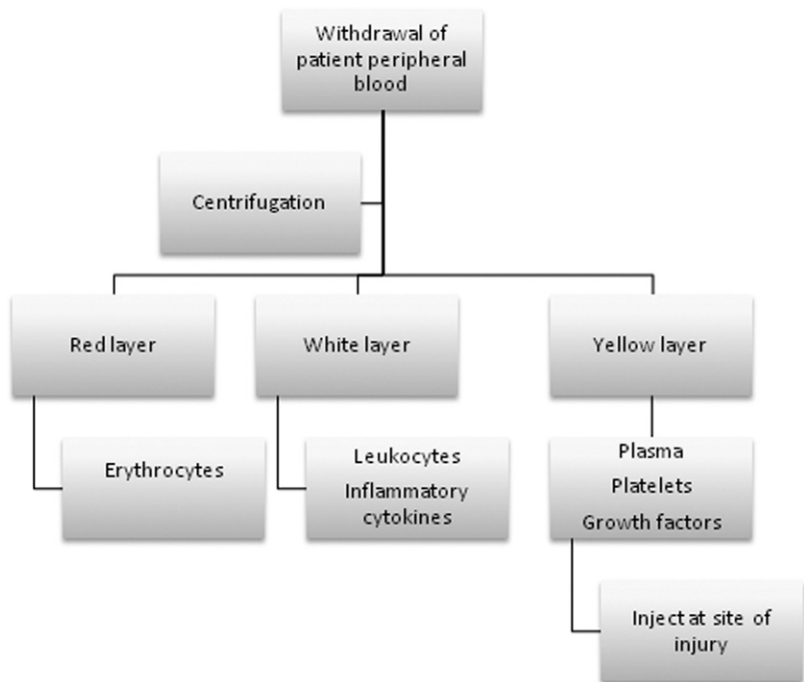 Withdrawal of
patient peripheral
blood
Centrifugation
Red layer
White layer
Yellow layer
Erythrocytes
Leukocytes
Inflammatory
cytokines
Plasma
Platelets
Growth factors
Inject at site of
injury